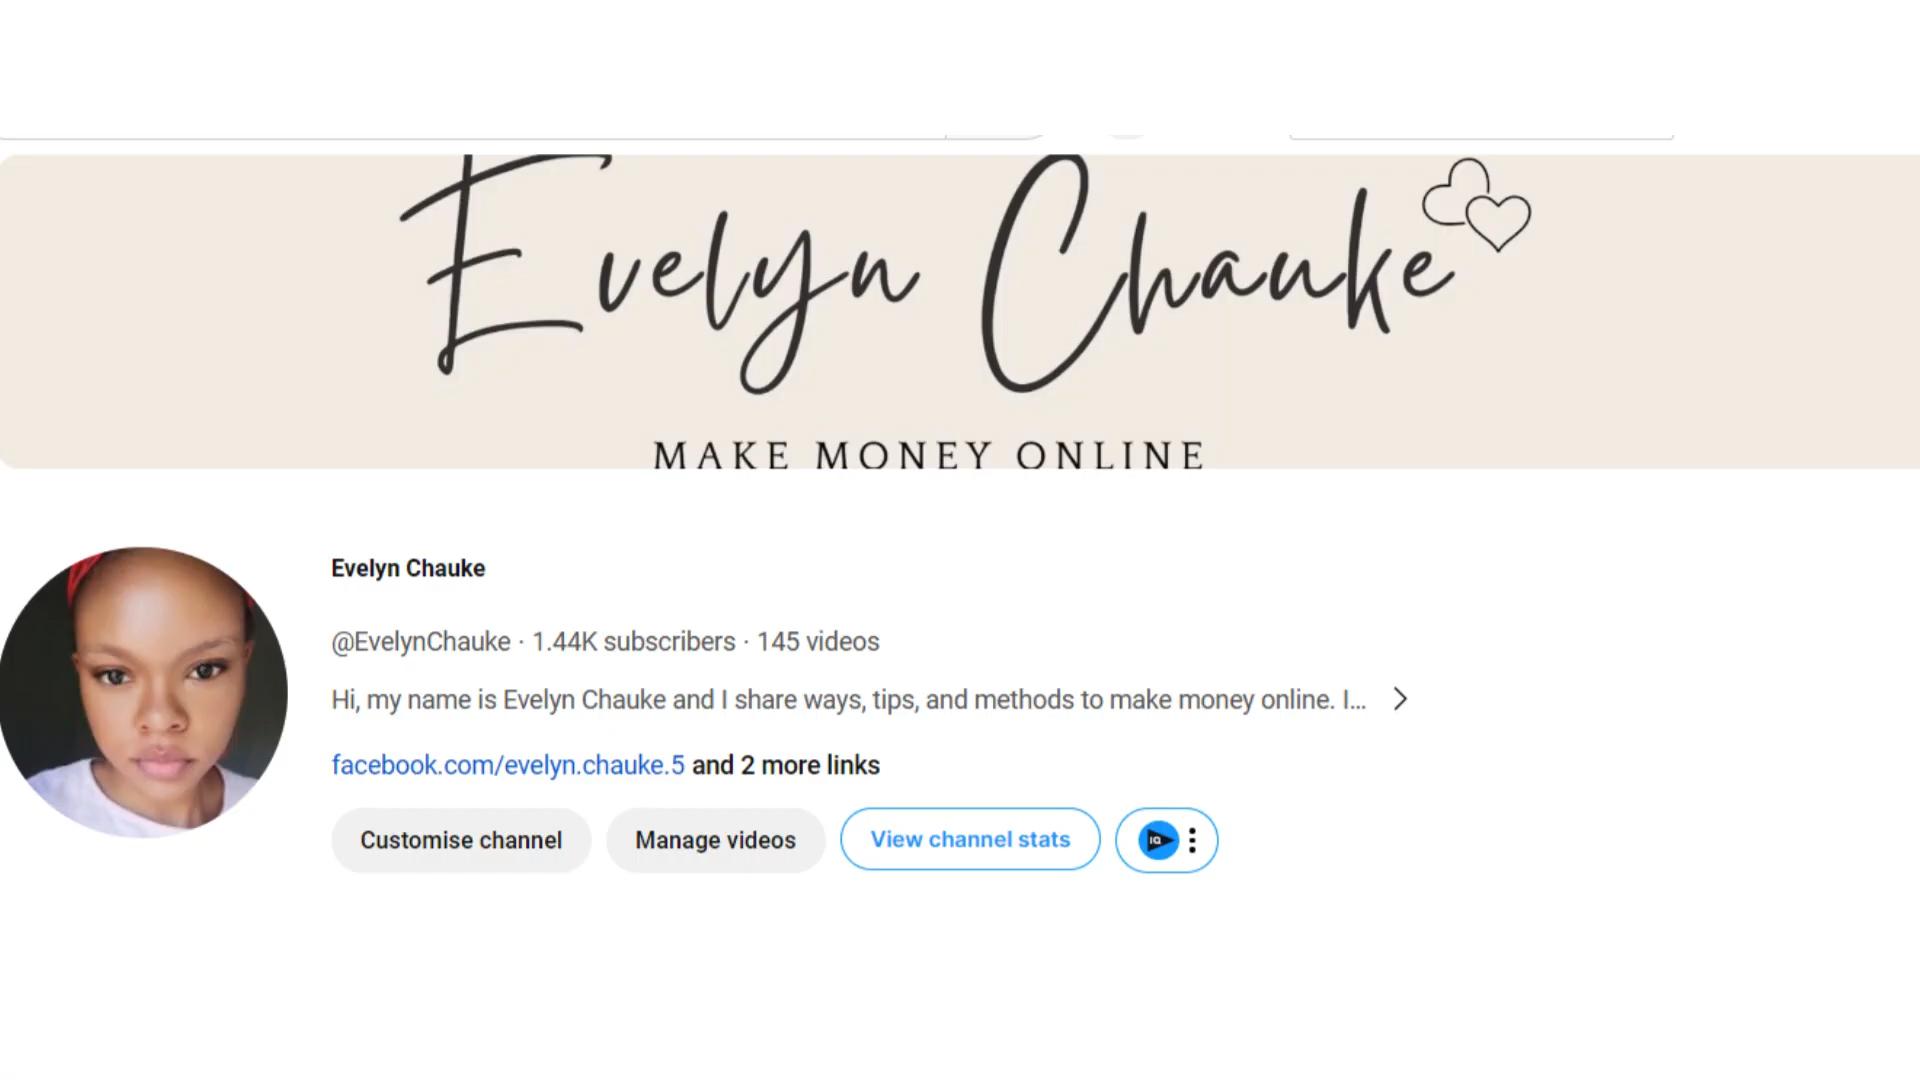 Evelyn Chauke
MAKE MONEY ONLINE
Evelyn Chauke
@EvelynChauke · 1.44K subscribers · 145 videos
Hi, my name is Evelyn Chauke and I share ways, tips, and methods to make money online. I...
facebook.com/evelyn.chauke.5 and 2 more links
Customise channel Manage videos View channel stats IQ